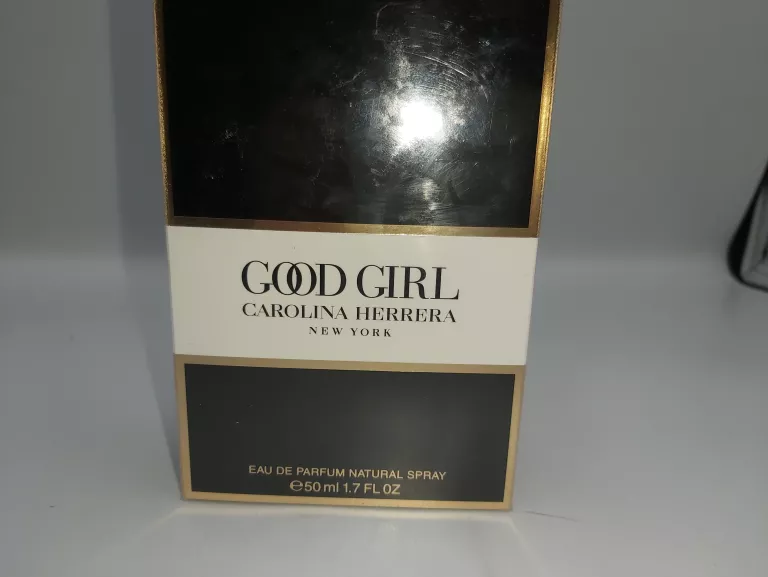 GOOD GIRL
CAROLINA HERRERA
NEW YORK
EAU DE PARFUM NATURAL SPRAY
℮50 ml 1.7 FL OZ